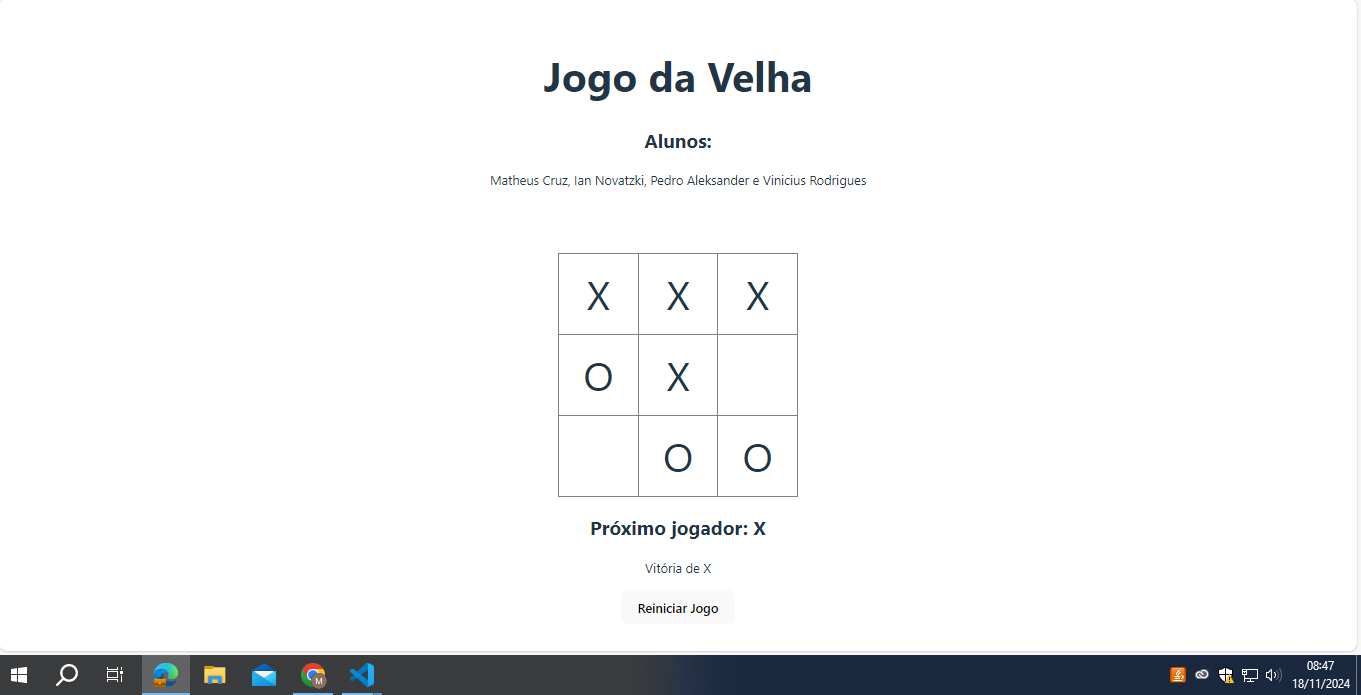 Jogo da Velha
Alunos:
Matheus Cruz, Ian Novatzki, Pedro Aleksander e Vinicius Rodrigues
X X X
O X
O O
Próximo jogador: X
Vitória de X
Reiniciar Jogo
M
08:47
18/11/2024